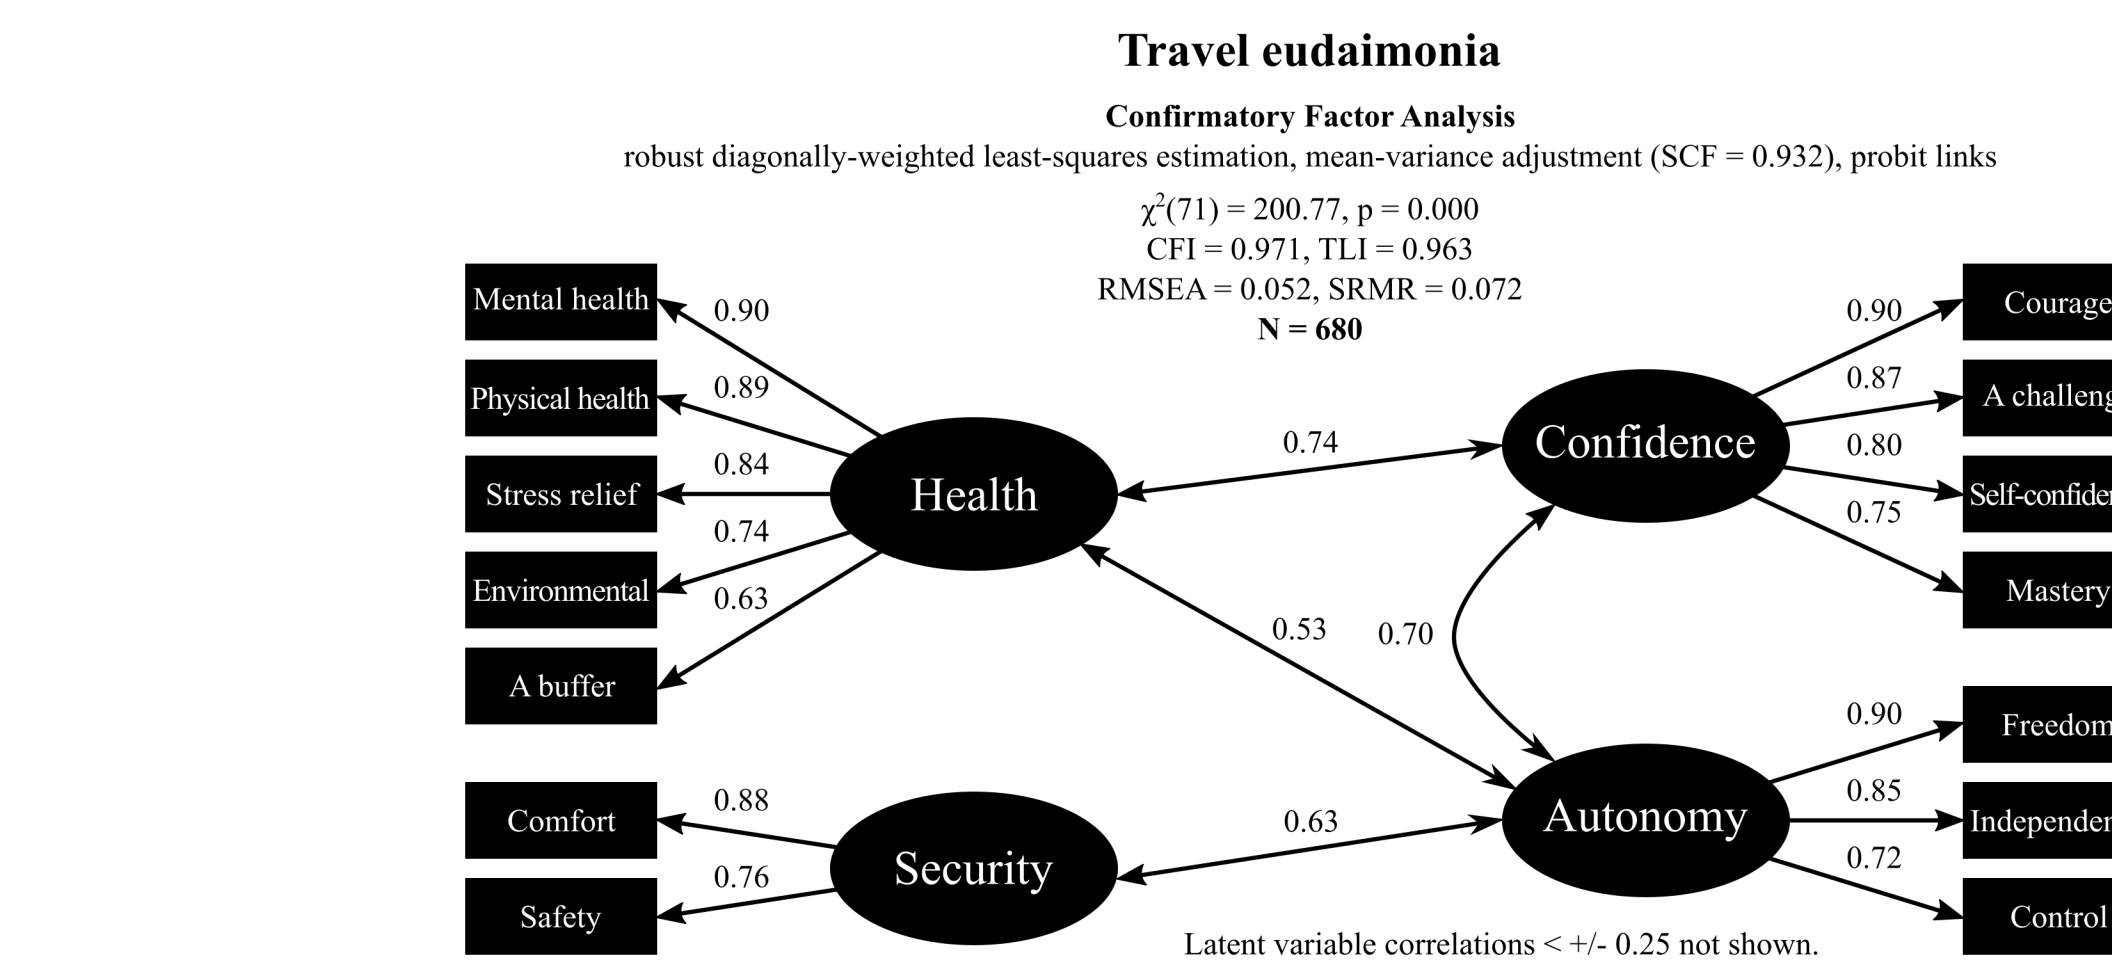 Travel eudaimonia
Confirmatory Factor Analysis
robust diagonally-weighted least-squares estimation, mean-variance adjustment (SCF = 0.932), probit links
χ²(71) = 200.77, p = 0.000
CFI = 0.971, TLI = 0.963
RMSEA = 0.052, SRMR = 0.072
N = 680
Mental health
0.90
Physical health
0.89
Stress relief
0.84
Environmental
0.74
A buffer
0.63
Health
Comfort
0.88
Safety
0.76
Security
0.74
0.53
0.70
0.63
Confidence
0.90
Courage
0.87
A challeng
0.80
Self-confiden
0.75
Mastery
Autonomy
0.90
Freedom
0.85
Independen
0.72
Control
Latent variable correlations < +/- 0.25 not shown.